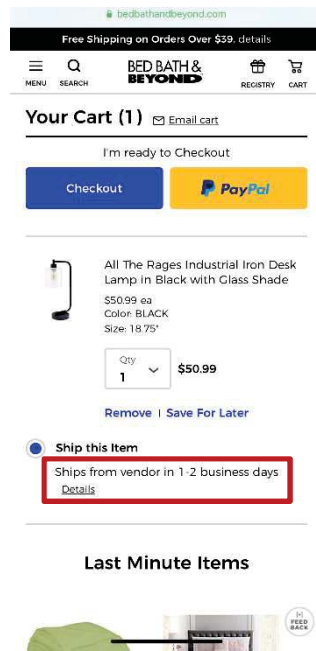 bedbathandbeyond.com
Free Shipping on Orders Over $39. details
MENU
SEARCH
BED BATH &
BEYOND
REGISTRY
CART
Your Cart (1) Email cart
I'm ready to Checkout
Checkout
PayPal
All The Rages Industrial Iron Desk
Lamp in Black with Glass Shade
$50.99 ea
Color: BLACK
Size: 18.75"
Qty
1
$50.99
Remove | Save For Later
Ship this Item
Ships from vendor in 1-2 business days
Details
Last Minute Items
[+]
FEED
BACK